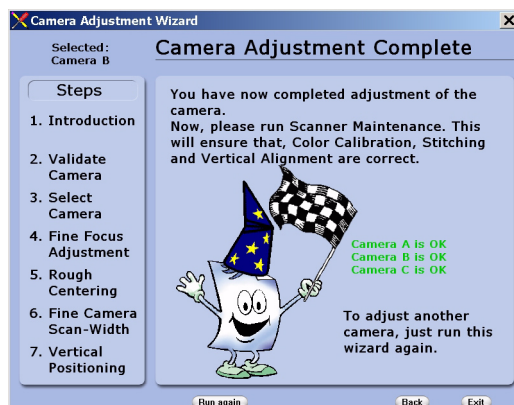 Camera Adjustment Wizard
Selected:
Camera B
Camera Adjustment Complete
Steps
1. Introduction
2. Validate
Camera
3. Select
Camera
4. Fine Focus
Adjustment
5. Rough
Centering
6. Fine Camera
Scan-Width
7. Vertical
Positioning
You have now completed adjustment of the
camera.
Now, please run Scanner Maintenance. This
will ensure that, Color Calibration, Stitching
and Vertical Alignment are correct.
Camera A is OK
Camera B is OK
Camera C is OK
To adjust another
camera, just run this
wizard again.
Run again
Back
Exit